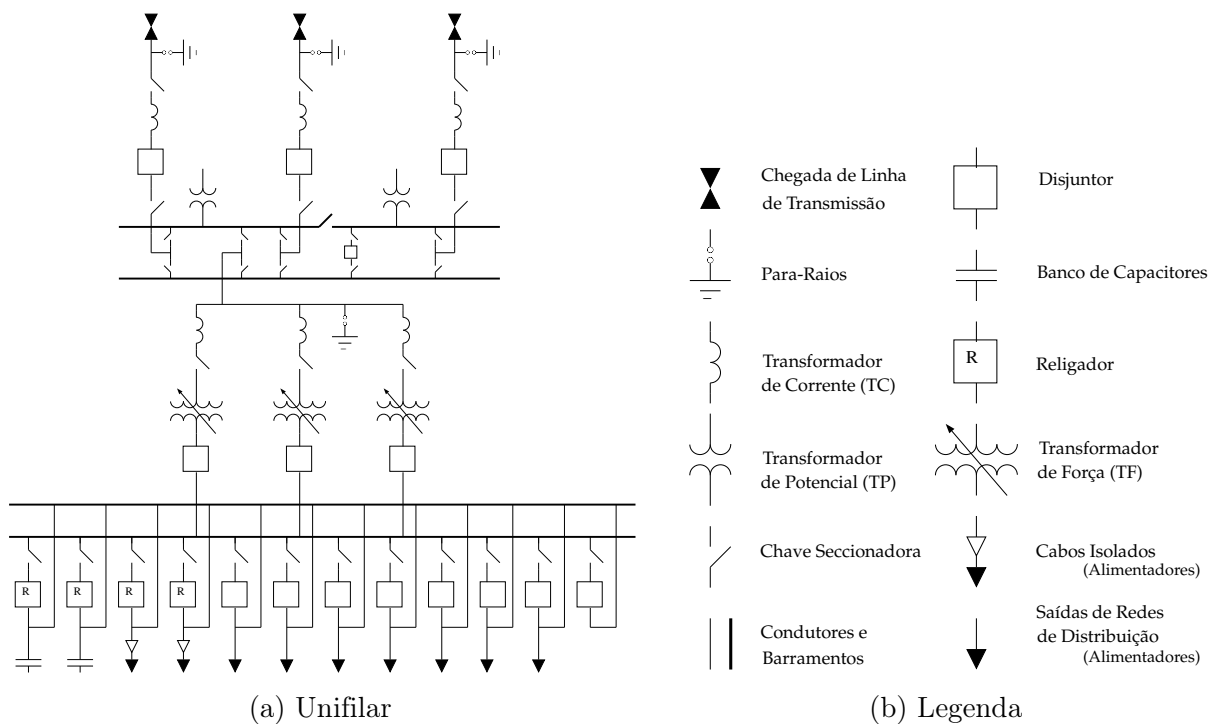 R
R
R
R
(a) Unifilar
Chegada de Linha
de Transmissão
Para-Raios
Transformador
de Corrente (TC)
Transformador
de Potencial (TP)
Chave Seccionadora
Condutores e
Barramentos
Disjuntor
Banco de Capacitores
R
Religador
Transformador
de Força (TF)
Cabos Isolados
(Alimentadores)
Saídas de Redes
de Distribuição
(Alimentadores)
(b) Legenda